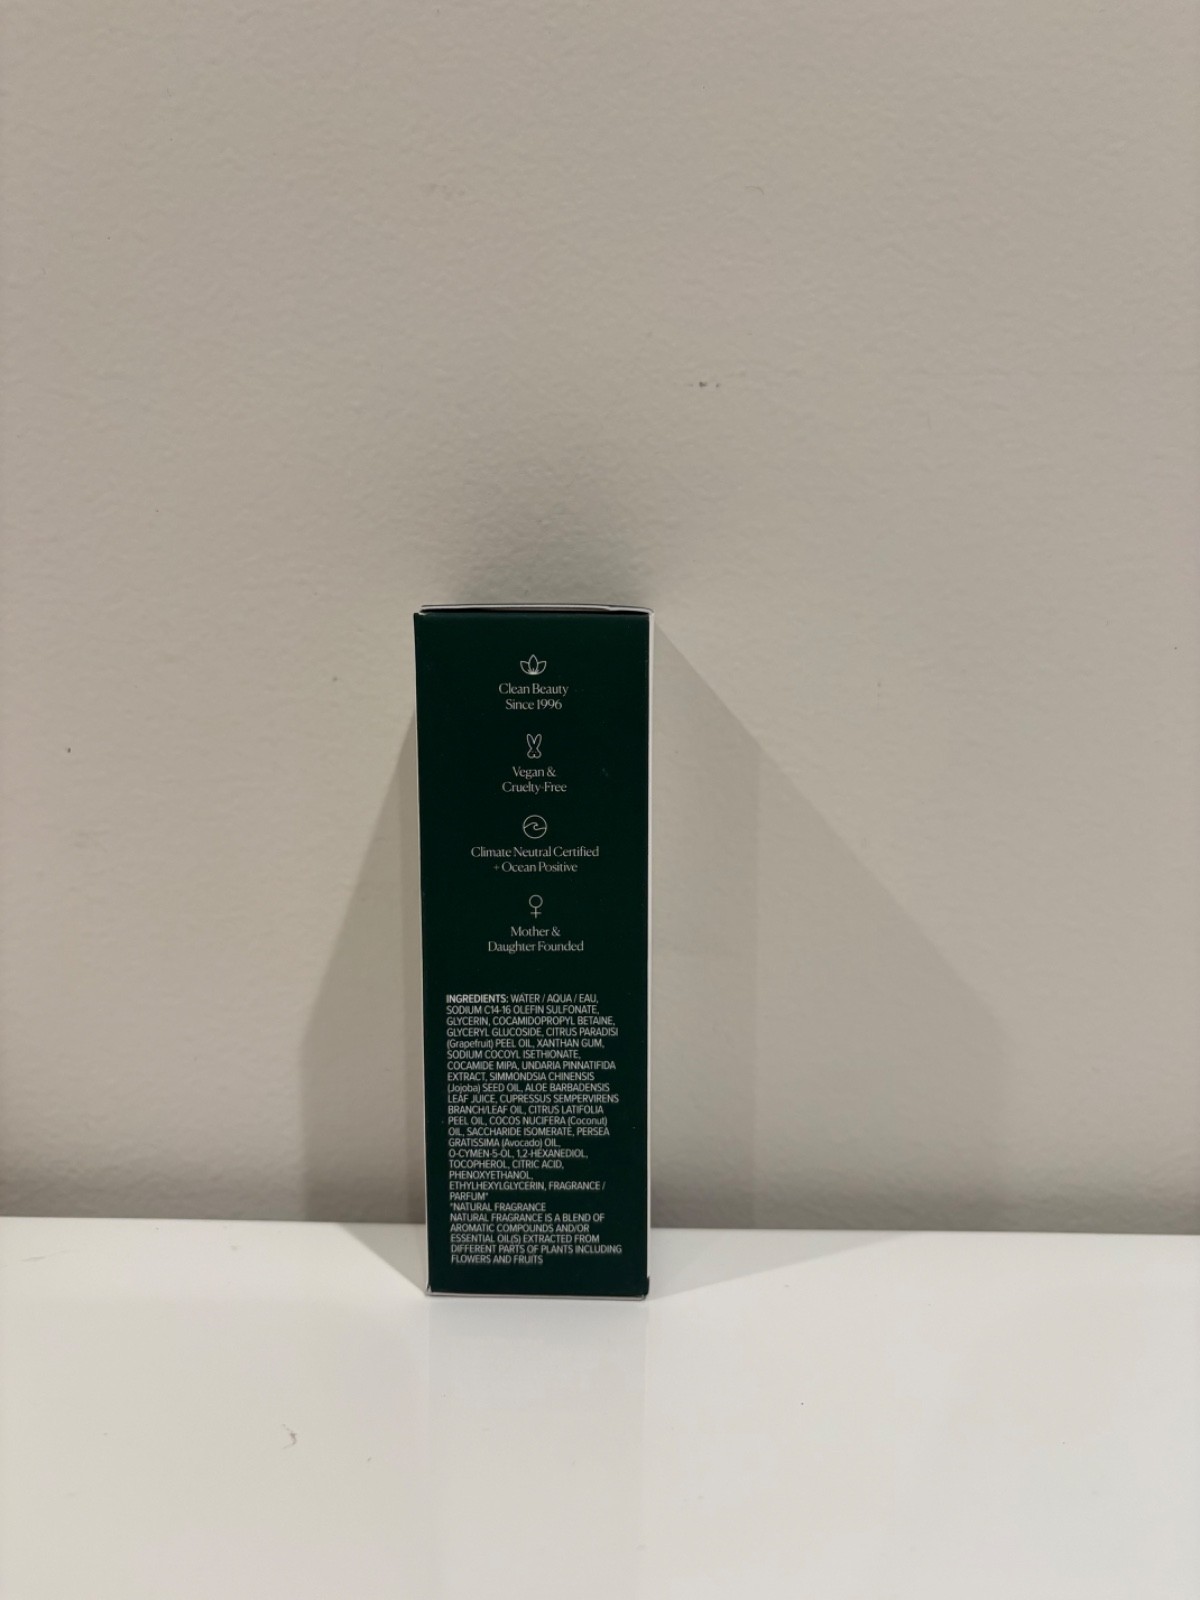 Clean Beauty
Since 1996
Vegan &
Cruelty-Free
Climate Neutral Certified
+ Ocean Positive
Mother &
Daughter Founded
INGREDIENTS: WATER / AQUA / EAU,
SODIUM C14-16 OLEFIN SULFONATE,
GLYCERIN, COCAMIDOPROPYL BETAINE,
GLYCERYL GLUCOSIDE, CITRUS PARADISI
(Grapefruit) PEEL OIL, XANTHAN GUM,
SODIUM COCOYL ISETHIONATE,
COCAMIDE MIPA, UNDARIA PINNATIFIDA
EXTRACT, SIMMONDSIA CHINENSIS
(Jojoba) SEED OIL, ALOE BARBADENSIS
LEAF JUICE, CUPRESSUS SEMPERVIRENS
BRANCH/LEAF OIL, CITRUS LATIFOLIA
PEEL OIL, COCOS NUCIFERA (Coconut)
OIL, SACCHARIDE ISOMERATE, PERSEA
GRATISSIMA (Avocado) OIL,
O-CYMEN-5-OL, 1,2-HEXANEDIOL,
TOCOPHEROL, CITRIC ACID,
PHENOXYETHANOL,
ETHYLHEXYLGLYCERIN, FRAGRANCE /
PARFUM*
*NATURAL FRAGRANCE
NATURAL FRAGRANCE IS A BLEND OF
AROMATIC COMPOUNDS AND/OR
ESSENTIAL OIL(S) EXTRACTED FROM
DIFFERENT PARTS OF PLANTS INCLUDING
FLOWERS AND FRUITS